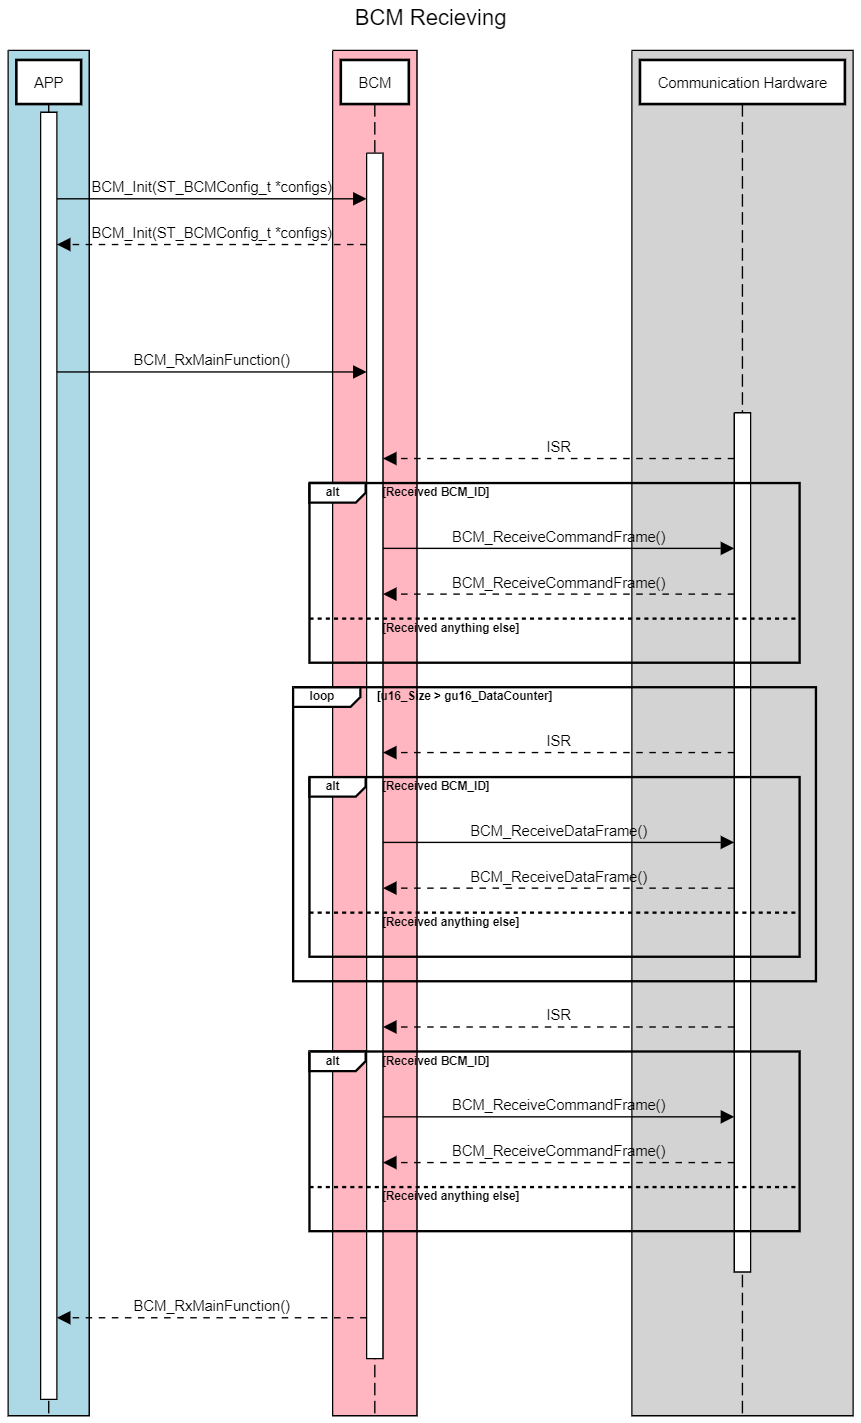 BCM Recieving
APP
BCM
Communication Hardware
BCM_Init(ST_BCMConfig_t *configs)
BCM_Init(ST_BCMConfig_t *configs)
BCM_RxMainFunction()
ISR
alt
[Received BCM_ID]
BCM_ReceiveCommandFrame()
BCM_ReceiveCommandFrame()
[Received anything else]
loop
[u16_Size > gu16_DataCounter]
ISR
alt
[Received BCM_ID]
BCM_ReceiveDataFrame()
BCM_ReceiveDataFrame()
[Received anything else]
ISR
alt
[Received BCM_ID]
BCM_ReceiveCommandFrame()
BCM_ReceiveCommandFrame()
[Received anything else]
BCM_RxMainFunction()